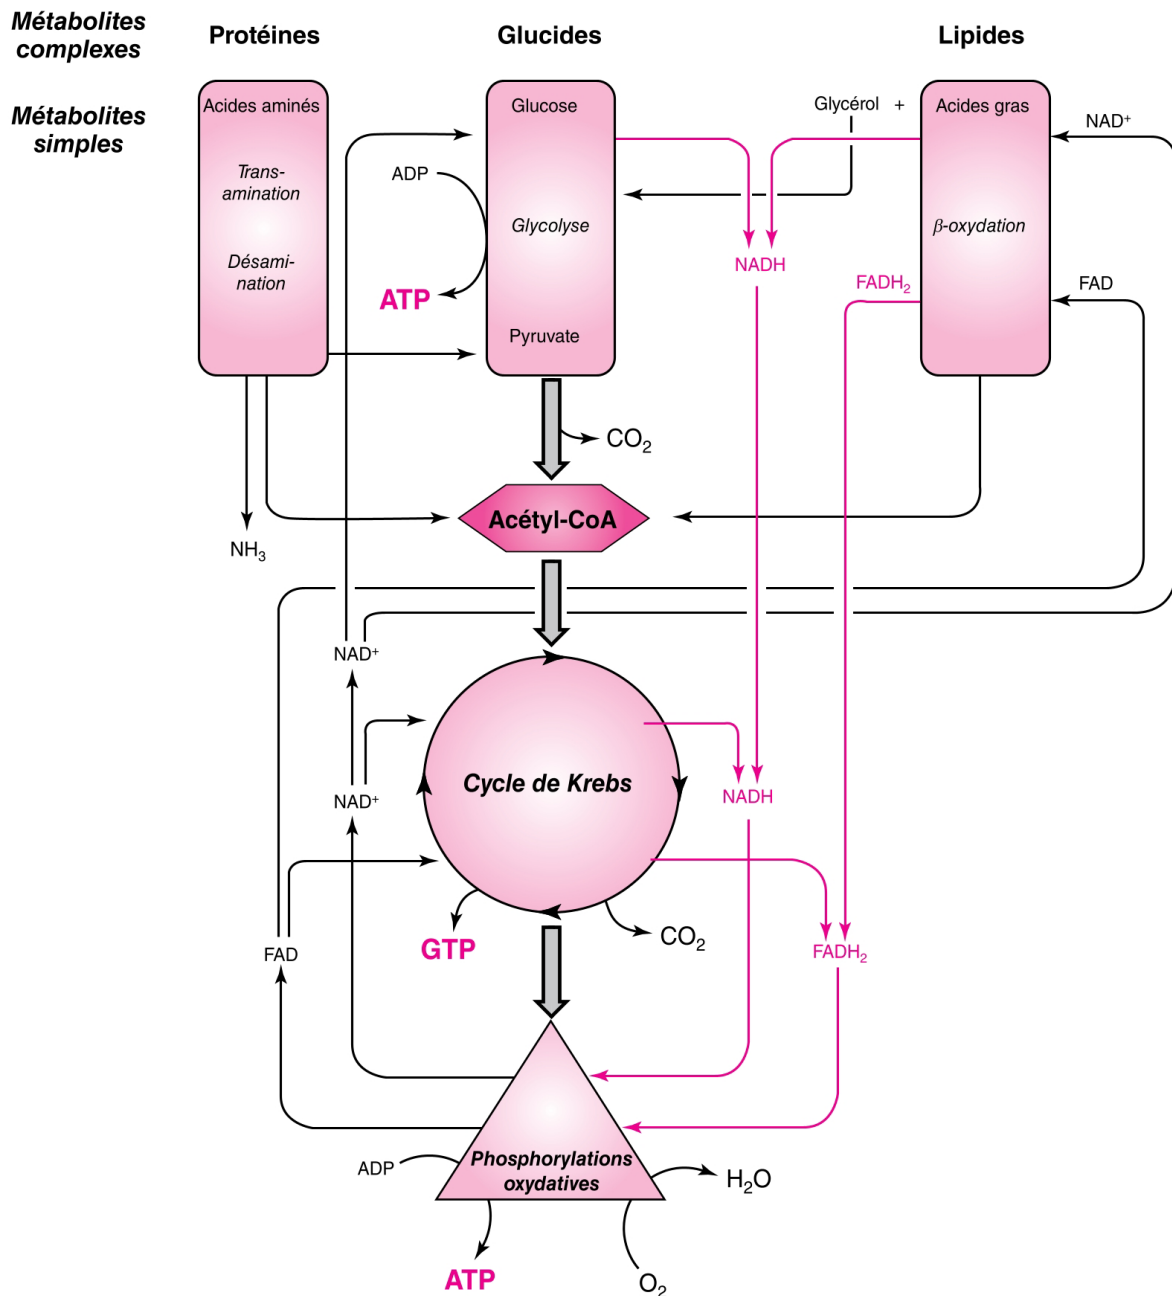 Métabolites
complexes
Protéines
Glucides
Lipides
Métabolites
simples
Acides aminés
Trans-
amination
Désami-
nation
Glucose
Glycolyse
Pyruvate
Glycérol +
Acides gras
β-oxydation
NAD⁺
ADP
ATP
NADH
FADH₂
FAD
CO₂
Acétyl-CoA
NH₃
NAD⁺
Cycle de Krebs
NAD⁺
NADH
GTP
CO₂
FAD
FADH₂
Phosphorylations
oxydatives
ADP
H₂O
ATP
O₂